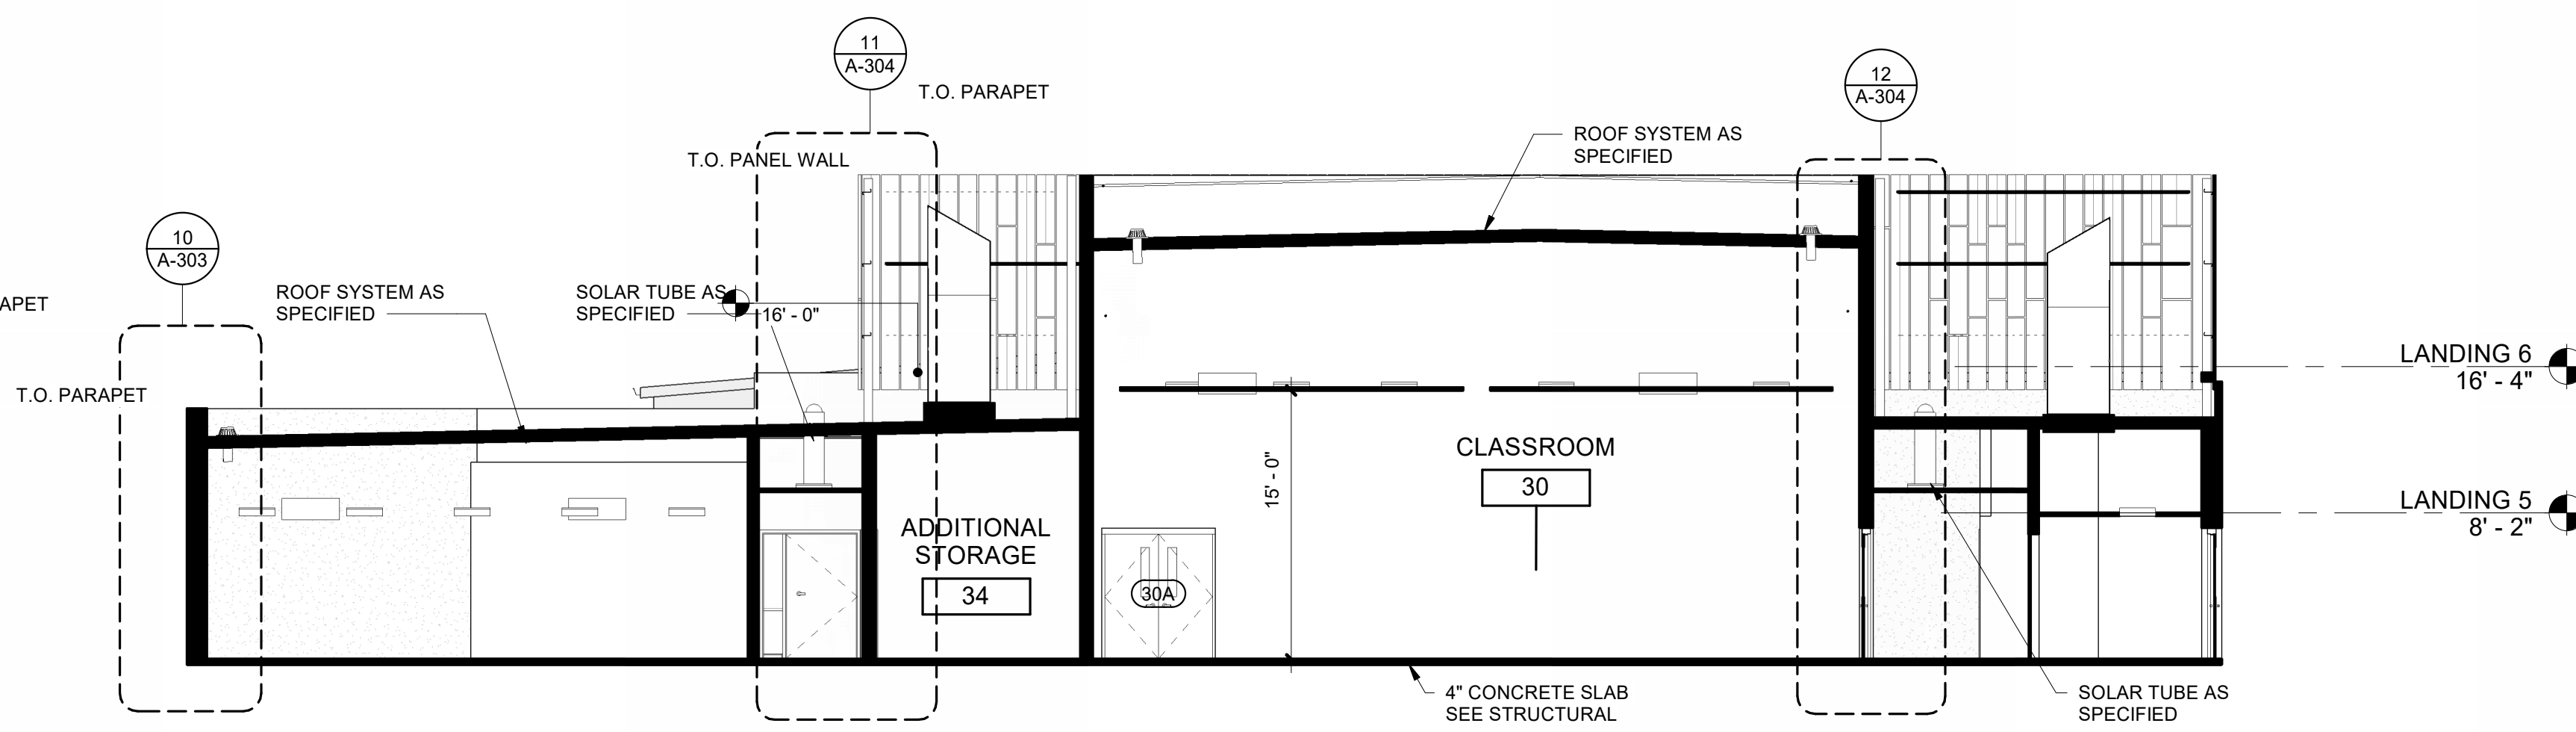 11
A-304
T.O. PARAPET
12
A-304
T.O. PANEL WALL
ROOF SYSTEM AS
SPECIFIED
10
A-303
APET
ROOF SYSTEM AS
SPECIFIED
SOLAR TUBE AS
SPECIFIED
16' - 0"
T.O. PARAPET
LANDING 6
16' - 4"
CLASSROOM
30
15' - 0"
LANDING 5
8' - 2"
ADDITIONAL
STORAGE
34
30A
4" CONCRETE SLAB
SEE STRUCTURAL
SOLAR TUBE AS
SPECIFIED